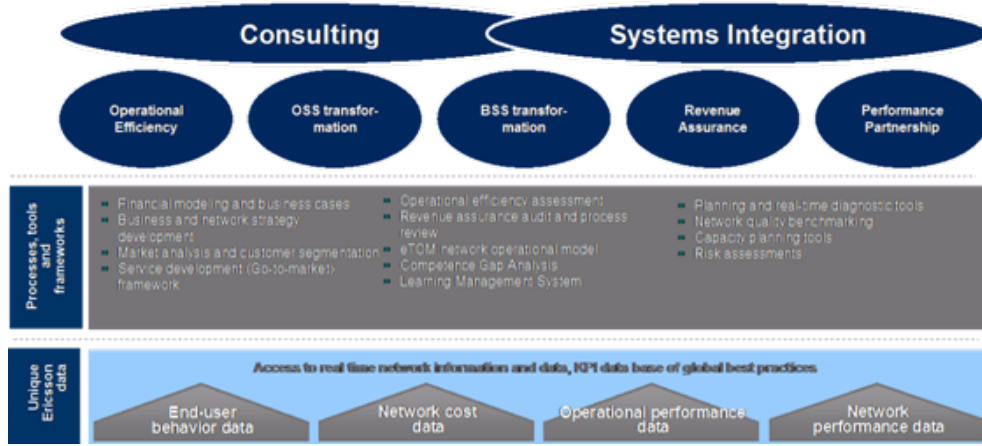 Consulting
Systems Integration
Operational
Efficiency
OSS transfor-
mation
BSS transfor-
mation
Revenue
Assurance
Performance
Partnership
Processes, tools
and
frameworks
Financial modeling and business cases
Business and network strategy
development
Market analysis and customer segmentation
Service development (Go-to-market)
framework
Operational efficiency assessment
Revenue assurance audit and process
review
eTOM network operational model
Competence Gap Analysis
Learning Management System
Planning and real-time diagnostic tools
Network quality benchmarking
Capacity planning tools
Risk assessments
Unique
Ericsson
data
Access to real time network information and data, KPI data base of global best practices
End-user
behavior data
Network cost
data
Operational performance
data
Network
performance data